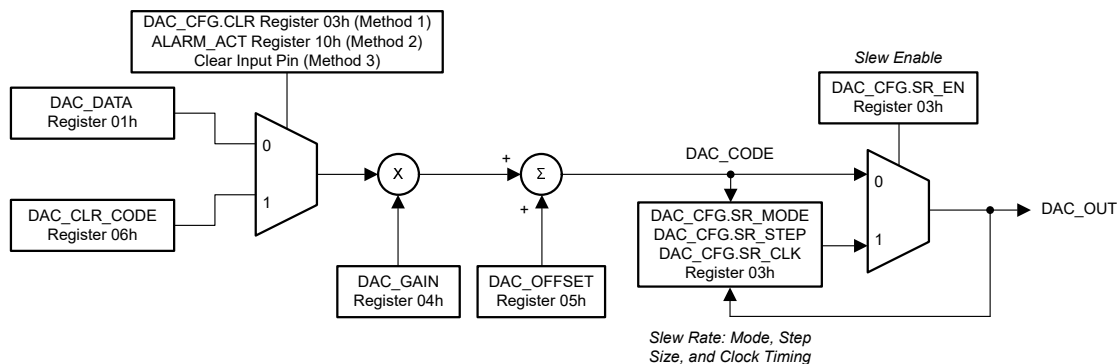 DAC_CFG.CLR Register 03h (Method 1)
ALARM_ACT Register 10h (Method 2)
Clear Input Pin (Method 3)
Slew Enable
DAC_CFG.SR_EN
Register 03h
DAC_DATA
Register 01h
0
1
DAC_CLR_CODE
Register 06h
X
+
Σ
+
DAC_GAIN
Register 04h
DAC_OFFSET
Register 05h
DAC_CODE
DAC_CFG.SR_MODE
DAC_CFG.SR_STEP
DAC_CFG.SR_CLK
Register 03h
0
1
DAC_OUT
Slew Rate: Mode, Step
Size, and Clock Timing